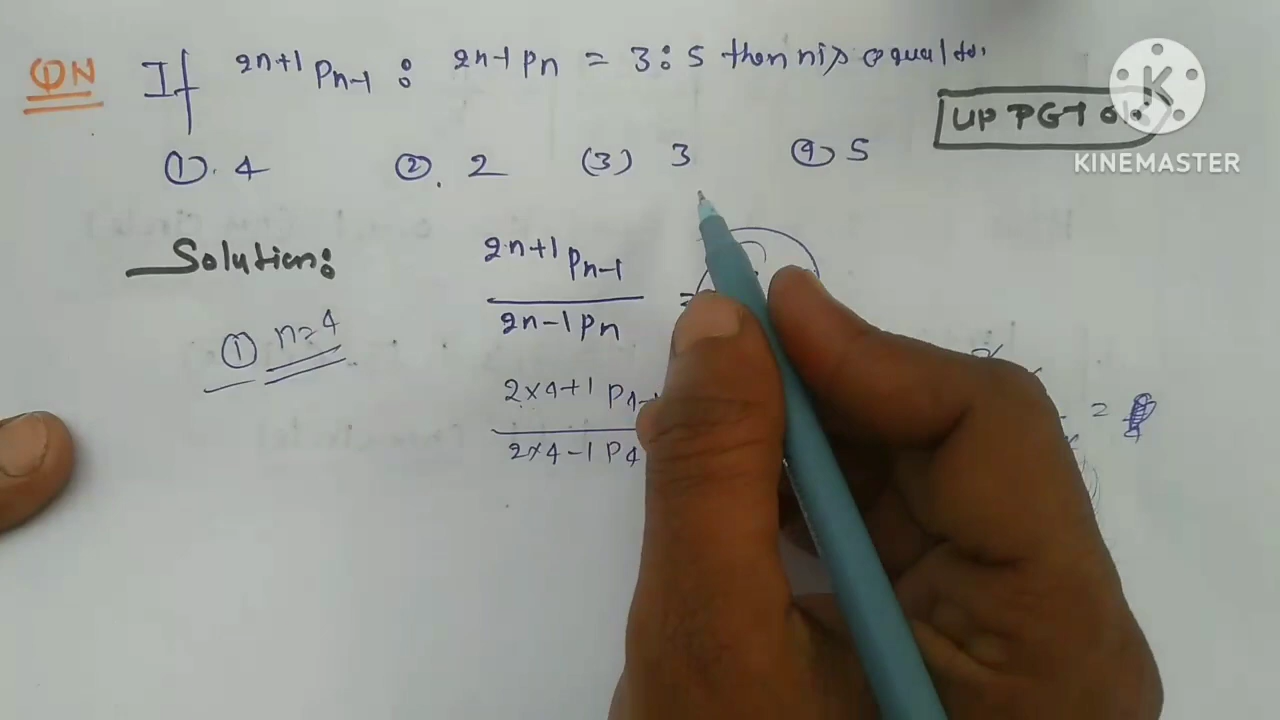 QN If 2n+1 Pn-1 : 2n-1 Pn = 3:5 then n is equal to.
UP PGT
K
KINEMASTER
① . 4 ② . 2 (3) 3 ④ 5
Solution:
2n+1 Pn-1
2n-1 Pn
=
① n=4
2×4+1 P4-
2×4-1 P4
=